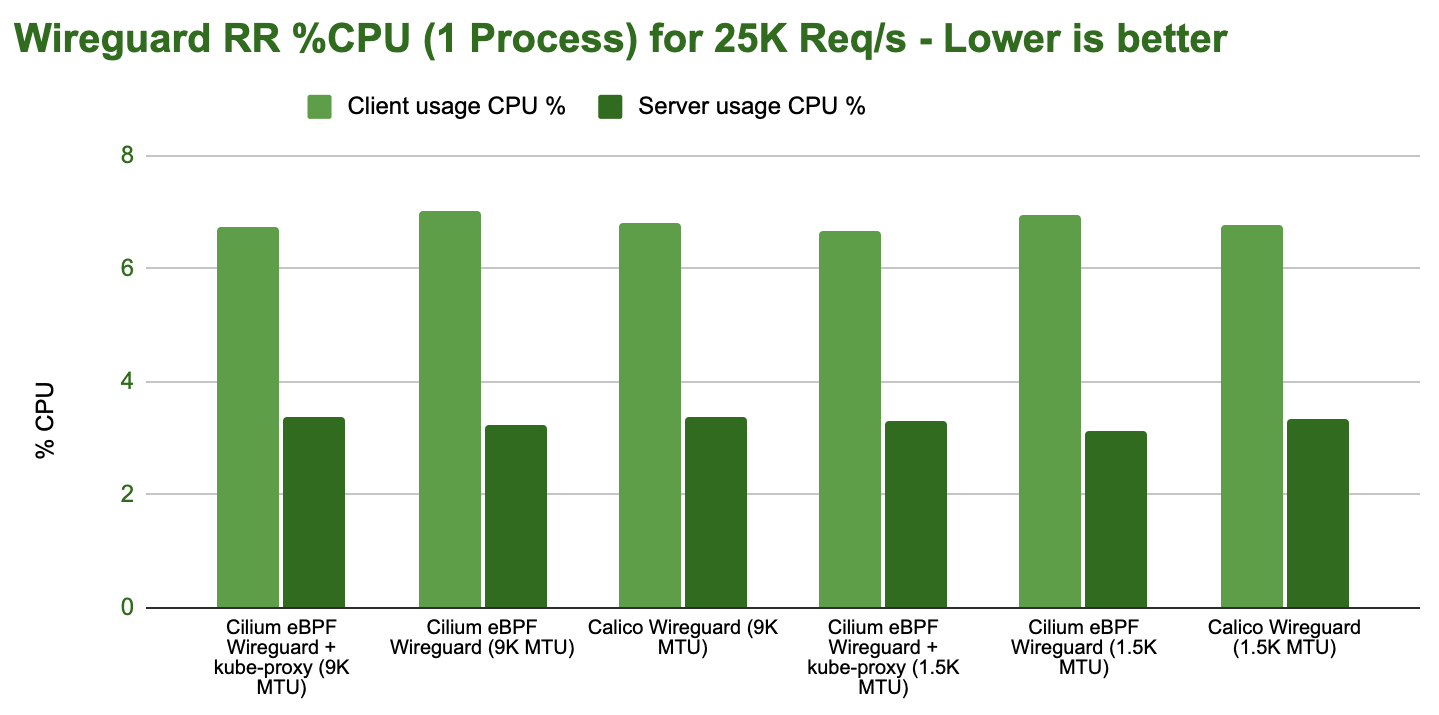 Wireguard RR %CPU (1 Process) for 25K Req/s - Lower is better
Client usage CPU %
Server usage CPU %
8
6
4
2
0
% CPU
Cilium eBPF
Wireguard +
kube-proxy (9K
MTU)
Cilium eBPF
Wireguard (9K MTU)
Calico Wireguard (9K
MTU)
Cilium eBPF
Wireguard +
kube-proxy (1.5K
MTU)
Cilium eBPF
Wireguard (1.5K
MTU)
Calico Wireguard
(1.5K MTU)